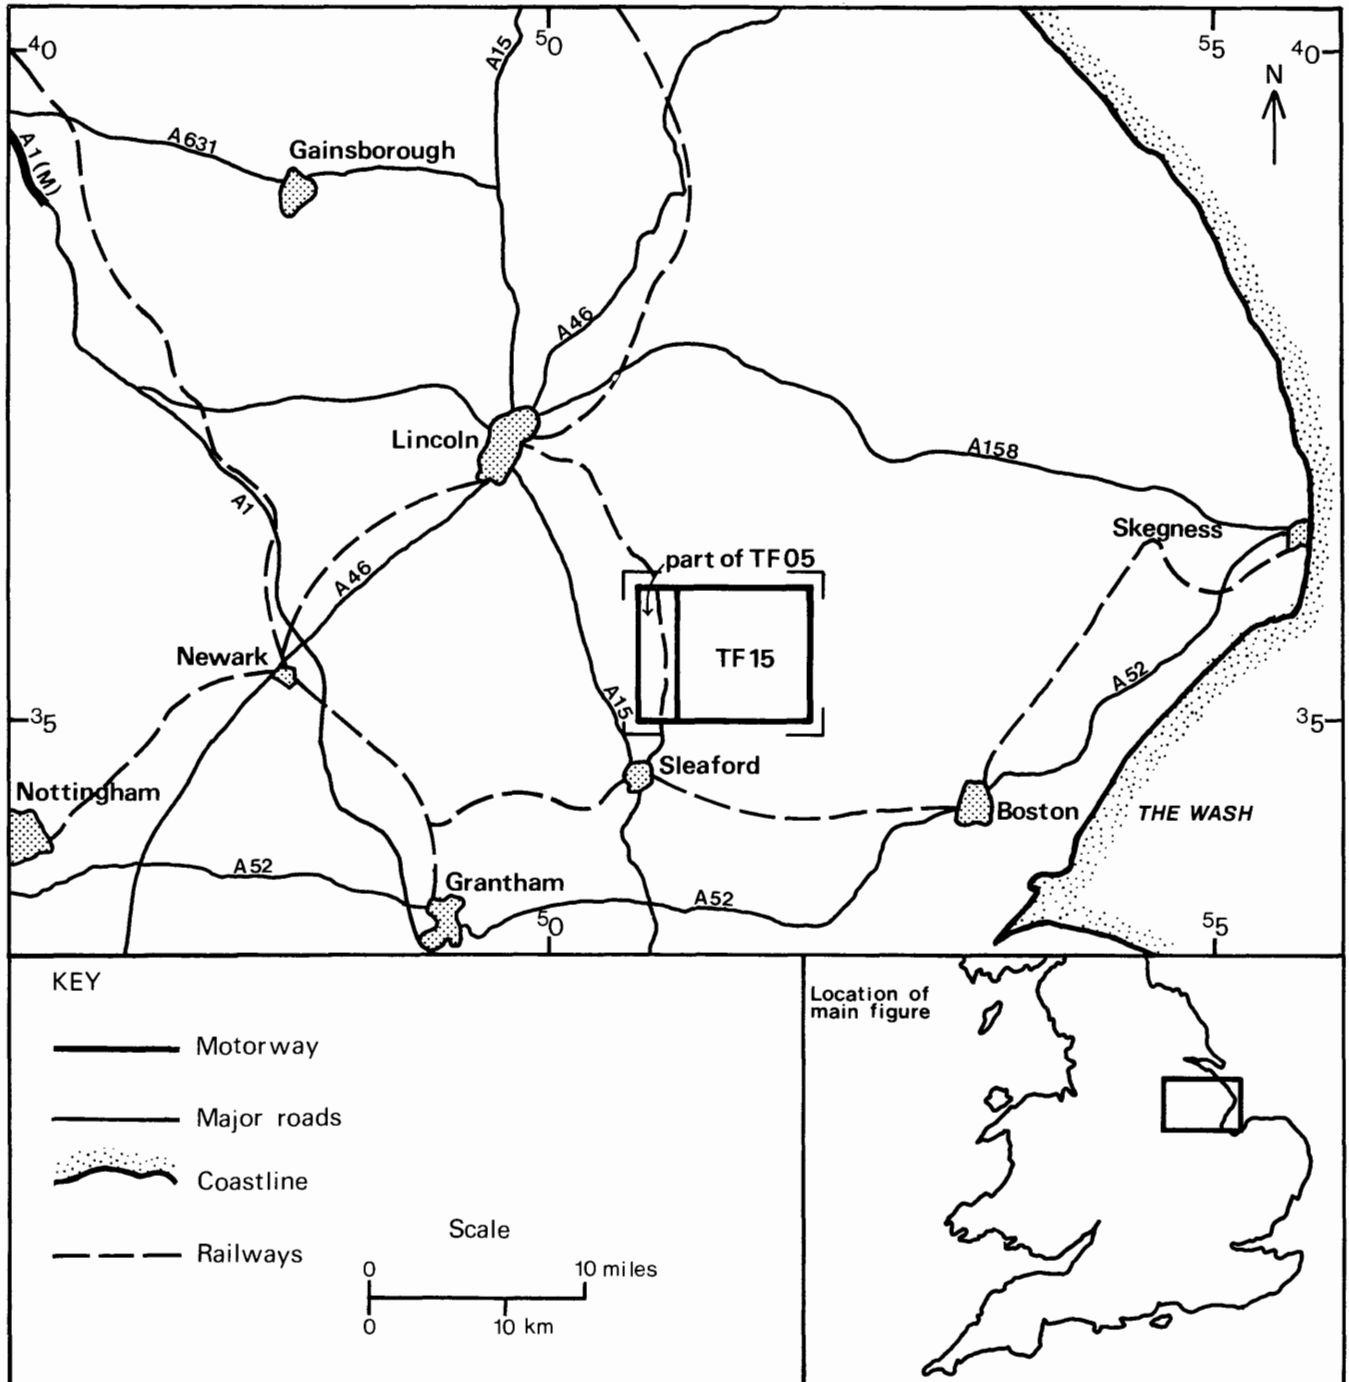 A15
50
55
40
40
N
A631
A1(M)
Gainsborough
A46
Lincoln
A158
A1
Skegness
A46
part of TF05
Newark
TF15
A52
A15
35
35
Sleaford
Nottingham
Boston
THE WASH
A52
Grantham
A52
50
55
KEY
Motorway
Major roads
Coastline
Railways
Scale
0
10 miles
0
10 km
Location of
main figure